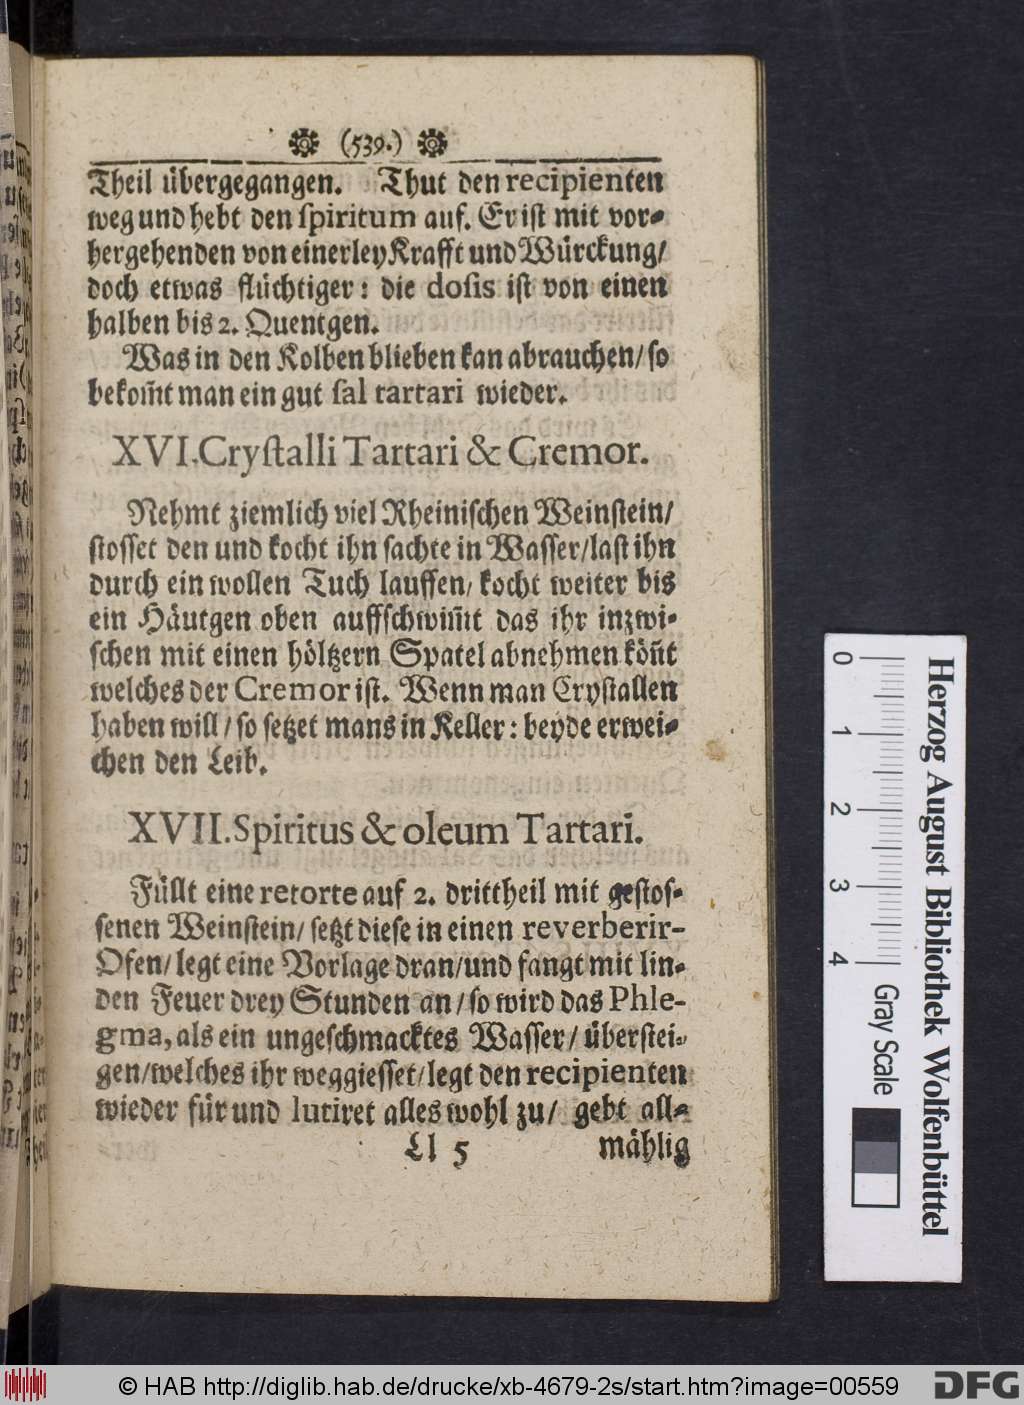 (539.)
Theil übergegangen. Thut den recipienten
weg und hebt den spiritum auf. Er ist mit vor-
hergehenden von einerley Krafft und Würckung/
doch etwas flüchtiger: die dosis ist von einen
halben bis 2. Quentgen.
Was in den Kolben blieben kan abrauchen/ so
bekom̃t man ein gut sal tartari wieder.
XVI. Crystalli Tartari & Cremor.
Nehmt ziemlich viel Rheinischen Weinstein/
stosset den und kocht ihn sachte in Wasser/ last ihn
durch ein wollen Tuch lauffen/ kocht weiter bis
ein Häutgen oben auffschwim̃t das ihr inzwi-
schen mit einen höltzern Spatel abnehmen köñt
welches der Cremor ist. Wenn man Crystallen
haben will/ so setzet mans in Keller: beyde erwei-
chen den Leib.
XVII. Spiritus & oleum Tartari.
Füllt eine retorte auf 2. drittheil mit gestos-
senen Weinstein/ setzt diese in einen reverberir-
Ofen/ legt eine Vorlage dran/ und fangt mit lin-
den Feuer drey Stunden an/ so wird das Phle-
gma, als ein ungeschmacktes Wasser/ überstei-
gen/ welches ihr weggiesset/ legt den recipienten
wieder für und lutiret alles wohl zu/ gebt all-
Ll 5 mählig
0 1 2 3 4
Gray Scale
Herzog August Bibliothek Wolfenbüttel
© HAB http://diglib.hab.de/drucke/xb-4679-2s/start.htm?image=00559
DFG